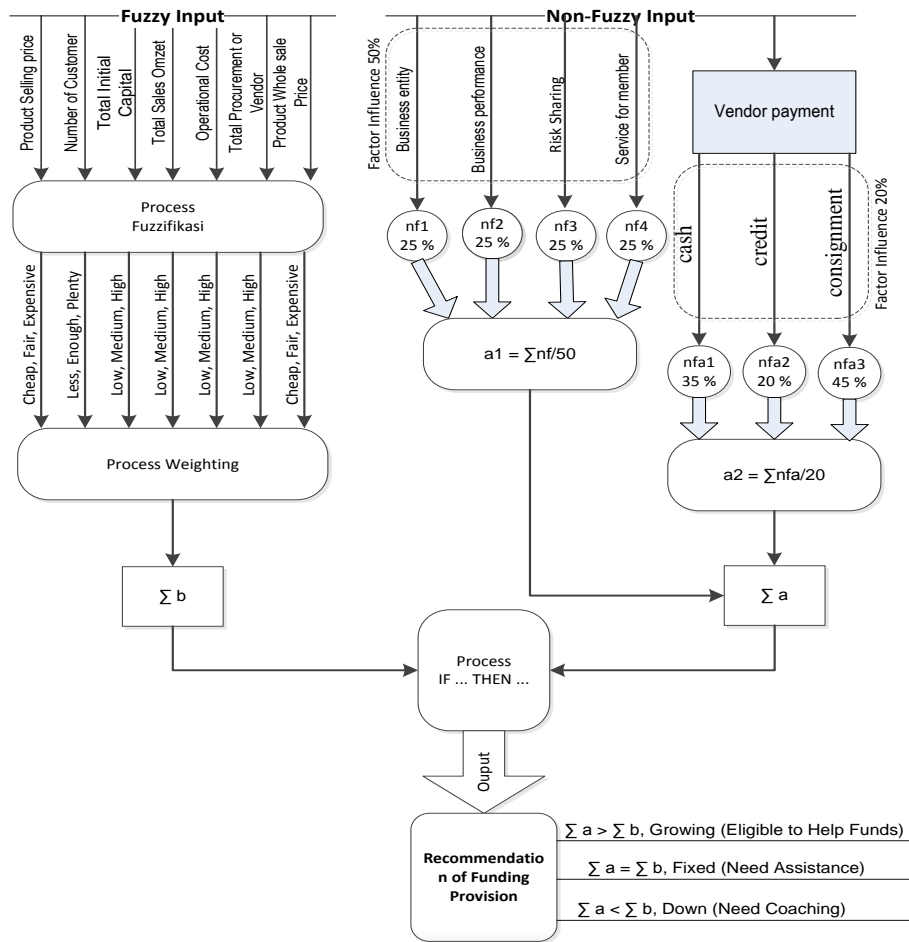 Fuzzy Input
Non-Fuzzy Input
Product Selling price
Number of Customer
Total Initial
Capital
Total Sales Omzet
Operational Cost
Total Procurement or
Vendor
Product Whole sale
Price
Process
Fuzzifikasi
Cheap, Fair, Expensive
Less, Enough, Plenty
Low, Medium, High
Low, Medium, High
Low, Medium, High
Low, Medium, High
Cheap, Fair, Expensive
Process Weighting
∑ b
Factor Influence 50%
Business entity
Business performance
Risk Sharing
Service for member
nf1
25 %
nf2
25 %
nf3
25 %
nf4
25 %
a1 = ∑nf/50
Vendor payment
cash
credit
consignment
Factor Influence 20%
nfa1
35 %
nfa2
20 %
nfa3
45 %
a2 = ∑nfa/20
∑ a
Process
IF ... THEN ...
Ouput
Recommendatio
n of Funding
Provision
∑ a > ∑ b, Growing (Eligible to Help Funds)
∑ a = ∑ b, Fixed (Need Assistance)
∑ a < ∑ b, Down (Need Coaching)